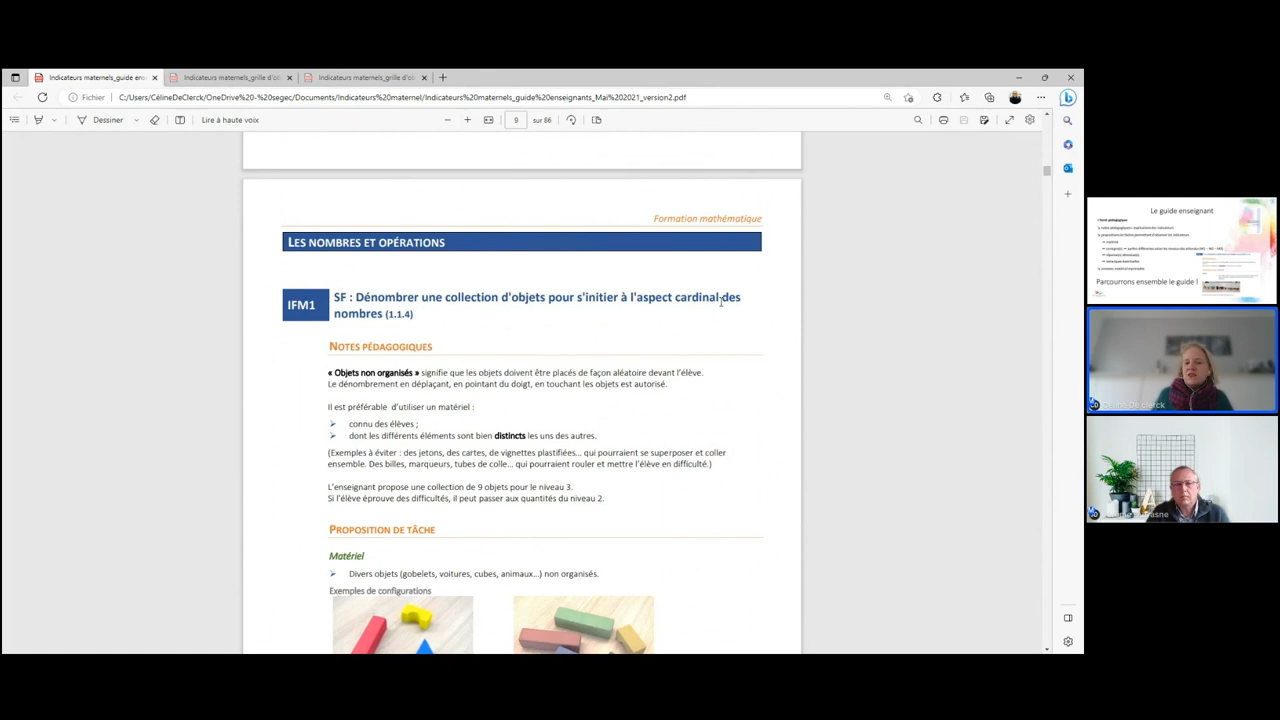 Indicateurs maternels_guide ens
Indicateurs maternels_grille d'ob
Indicateurs maternels_grille d'ob
Fichier
C:/Users/CélineDeClerck/OneDrive%20-%20segec/Documents/Indicateurs%20maternel/Indicateurs%20maternels_guide%20enseignants_Mai%202021_version2.pdf
Dessiner
Lire à haute voix
9
sur 86
Formation mathématique
LES NOMBRES ET OPÉRATIONS
IFM1
SF : Dénombrer une collection d'objets pour s'initier à l'aspect cardinal des
nombres (1.1.4)
NOTES PÉDAGOGIQUES
« Objets non organisés » signifie que les objets doivent être placés de façon aléatoire devant l'élève.
Le dénombrement en déplaçant, en pointant du doigt, en touchant les objets est autorisé.
Il est préférable d'utiliser un matériel :
connu des élèves ;
dont les différents éléments sont bien distincts les uns des autres.
(Exemples à éviter : des jetons, des cartes, de vignettes plastifiées... qui pourraient se superposer et coller
ensemble. Des billes, marqueurs, tubes de colle... qui pourraient rouler et mettre l'élève en difficulté.)
L'enseignant propose une collection de 9 objets pour le niveau 3.
Si l'élève éprouve des difficultés, il peut passer aux quantités du niveau 2.
PROPOSITION DE TÂCHE
Matériel
Divers objets (gobelets, voitures, cubes, animaux...) non organisés.
Exemples de configurations
Le guide enseignant
Parcourrons ensemble le guide !